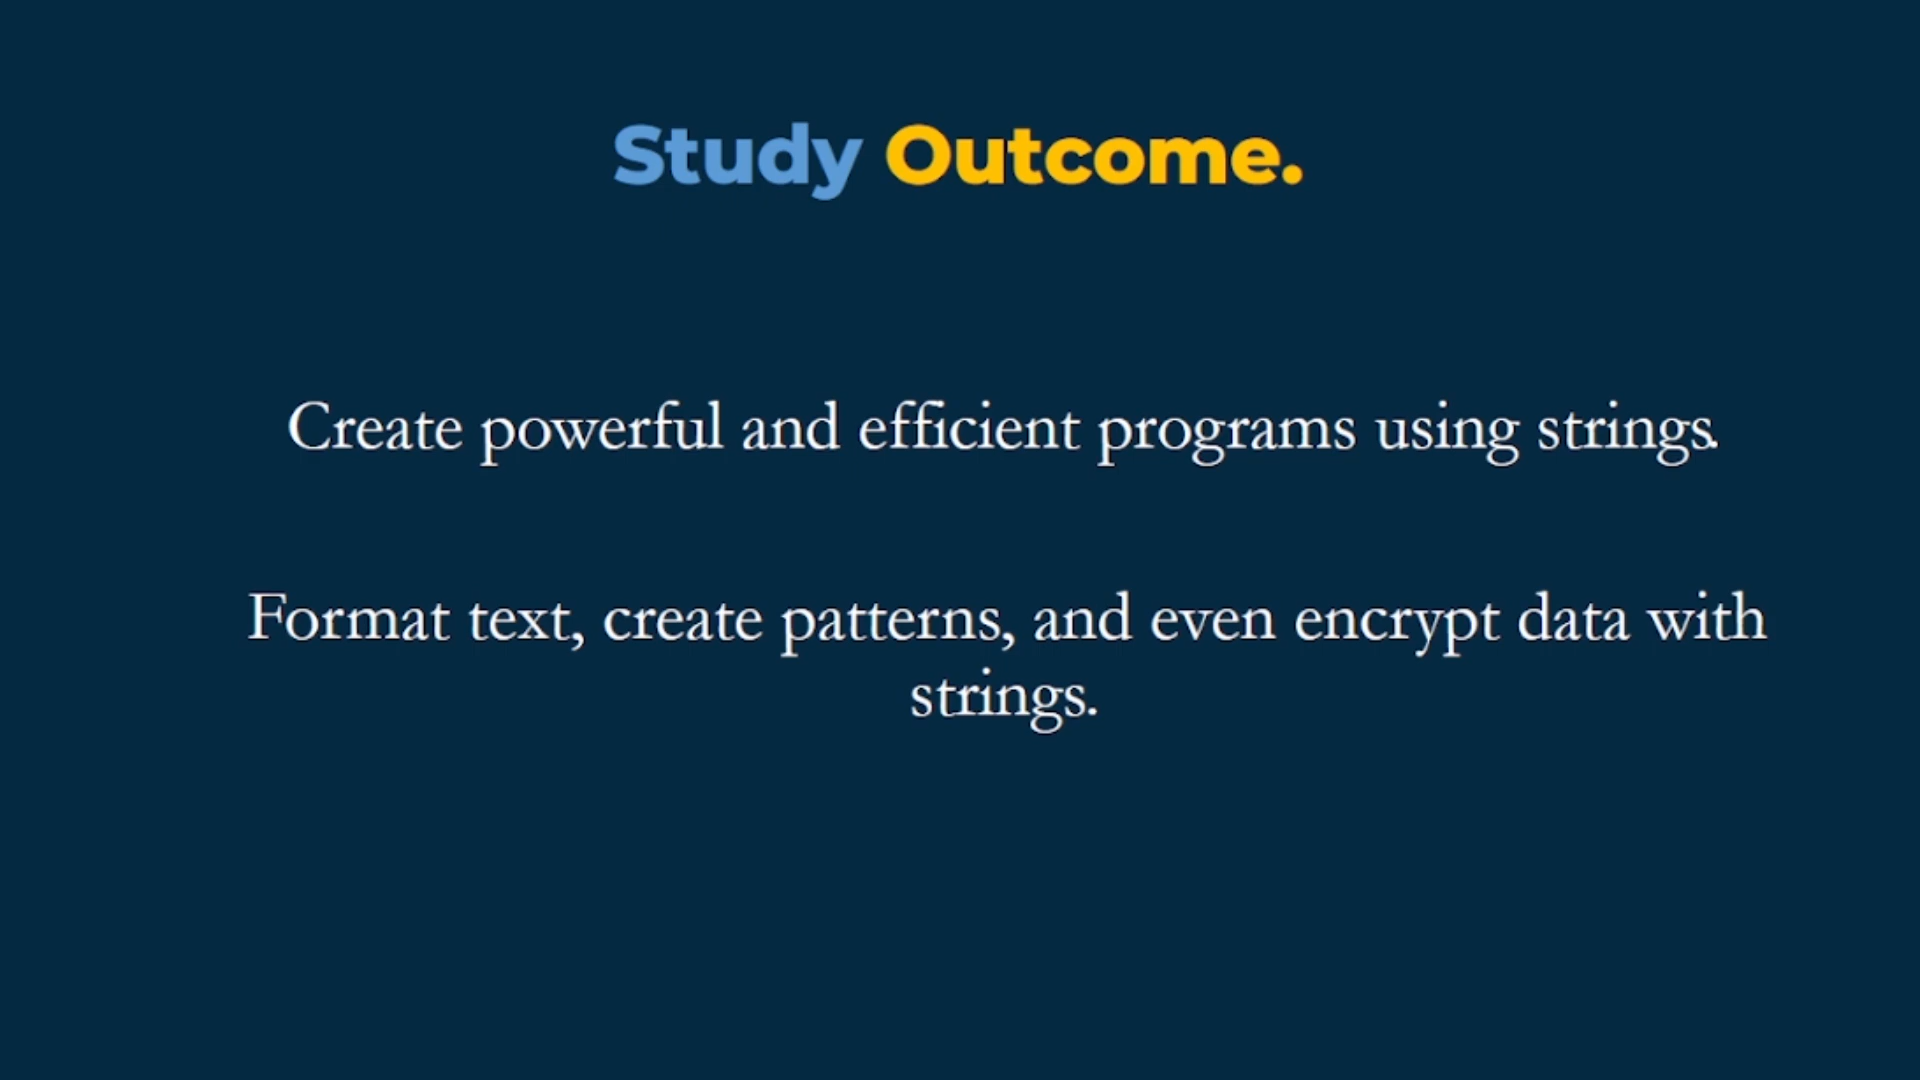 Study Outcome.
Create powerful and efficient programs using strings.
Format text, create patterns, and even encrypt data with
strings.